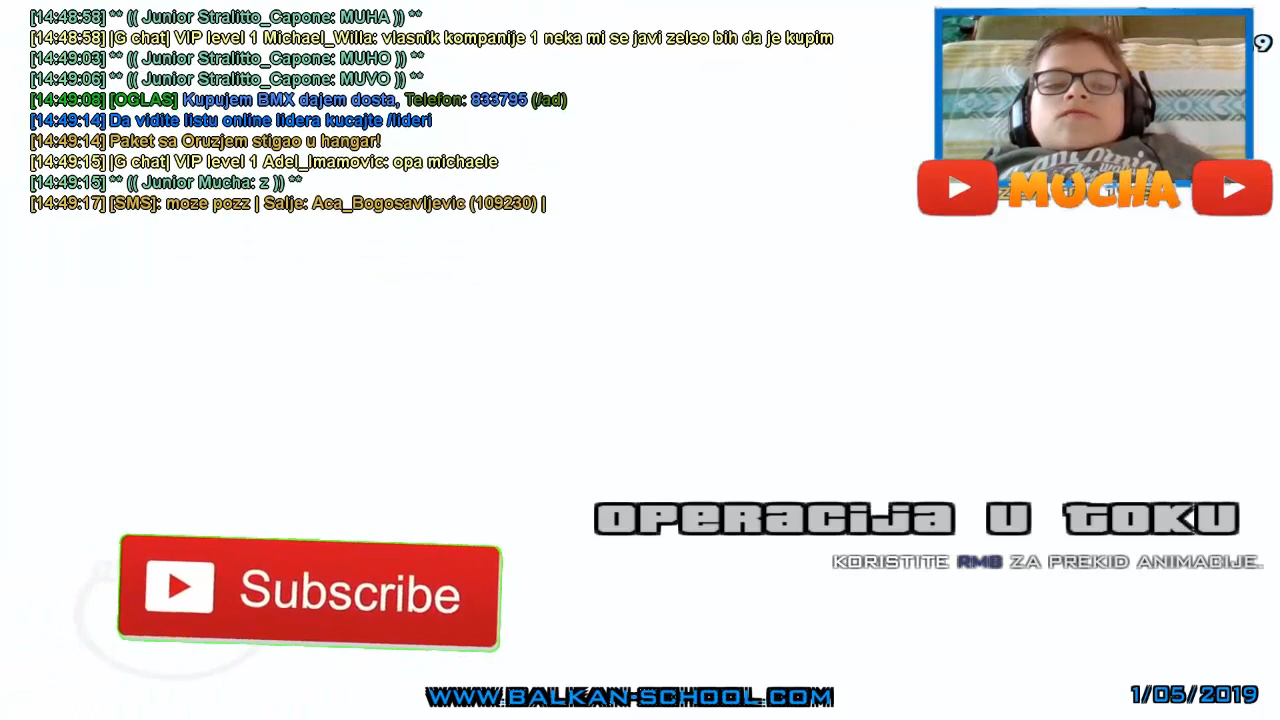 [14:48:58] ** (( Junior Stralitto_Capone: MUHA )) **
[14:48:58] |G chat| VIP level 1 Michael_Willa: vlasnik kompanije 1 neka mi se javi zeleo bih da je kupim
[14:49:03] ** (( Junior Stralitto_Capone: MUHO )) **
[14:49:06] ** (( Junior Stralitto_Capone: MUVO )) **
[14:49:08] [OGLAS] Kupujem BMX dajem dosta, Telefon: 833795 (/ad)
[14:49:14] Da vidite listu online lidera kucajte /lideri
[14:49:14] Paket sa Oruzjem stigao u hangar!
[14:49:15] |G chat| VIP level 1 Adel_Imamovic: opa michaele
[14:49:15] ** (( Junior Mucha: z )) **
[14:49:17] [SMS]: moze pozz | Salje: Aca_Bogosavljevic (109230) |
9
MUCHA
OPERACIJA U TOKU
KORISTITE RMB ZA PREKID ANIMACIJE.
Subscribe
WWW.BALKAN-SCHOOL.COM
1/05/2019